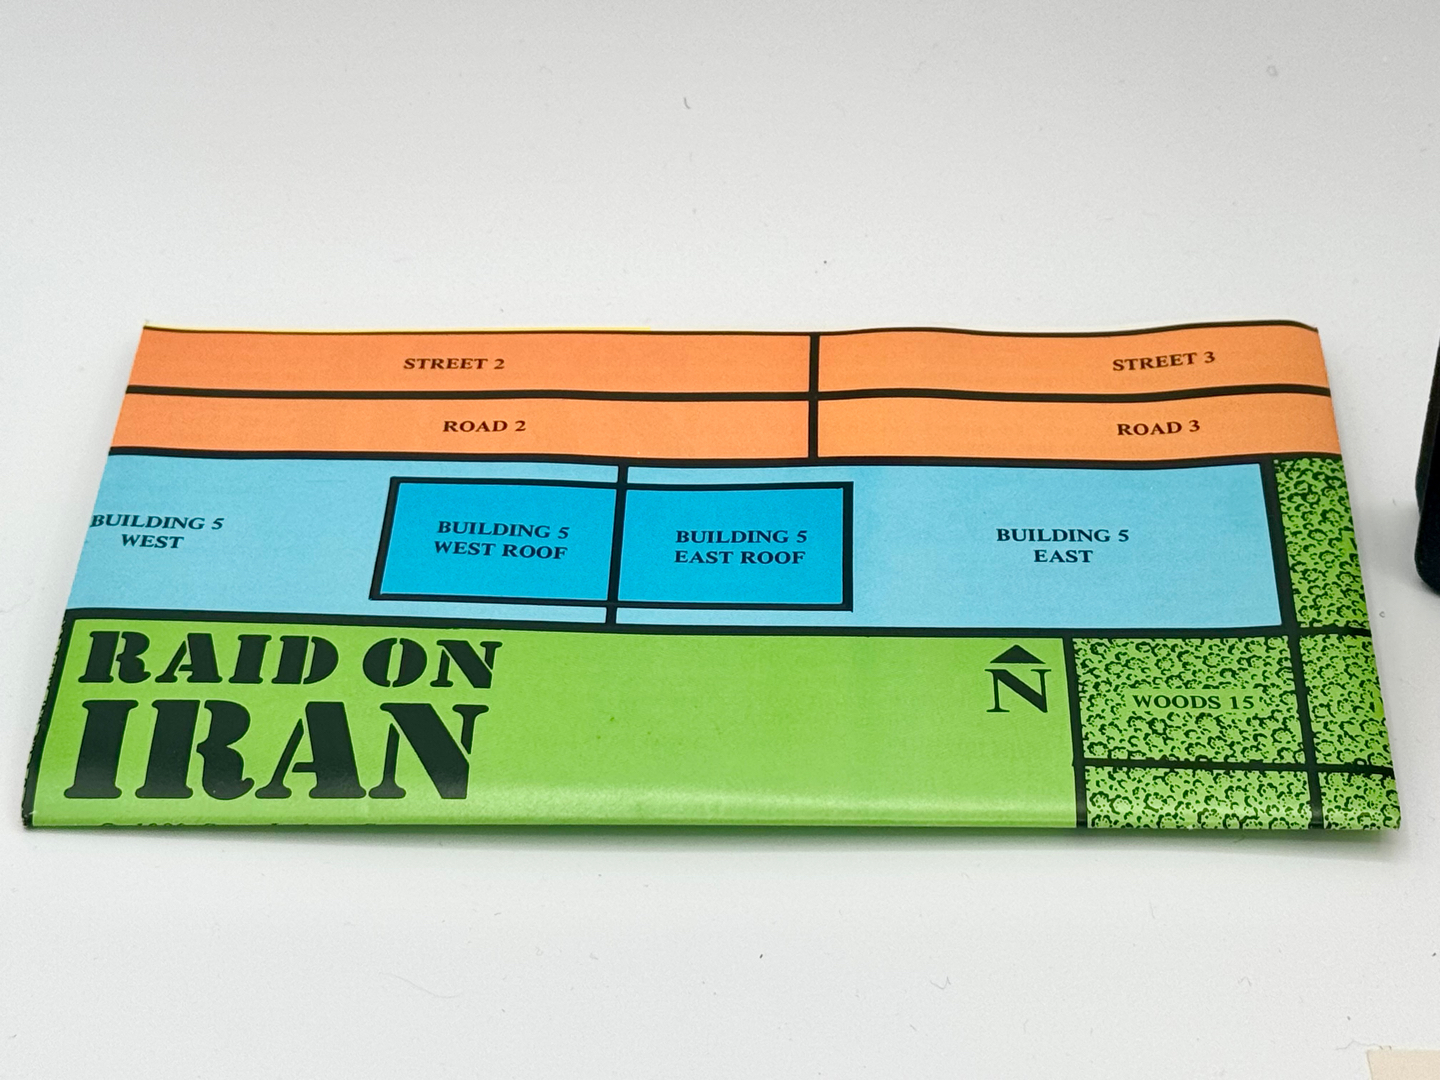 STREET 2
STREET 3
ROAD 2
ROAD 3
BUILDING 5
WEST
BUILDING 5
WEST ROOF
BUILDING 5
EAST ROOF
BUILDING 5
EAST
RAID ON
IRAN
N
WOODS 15